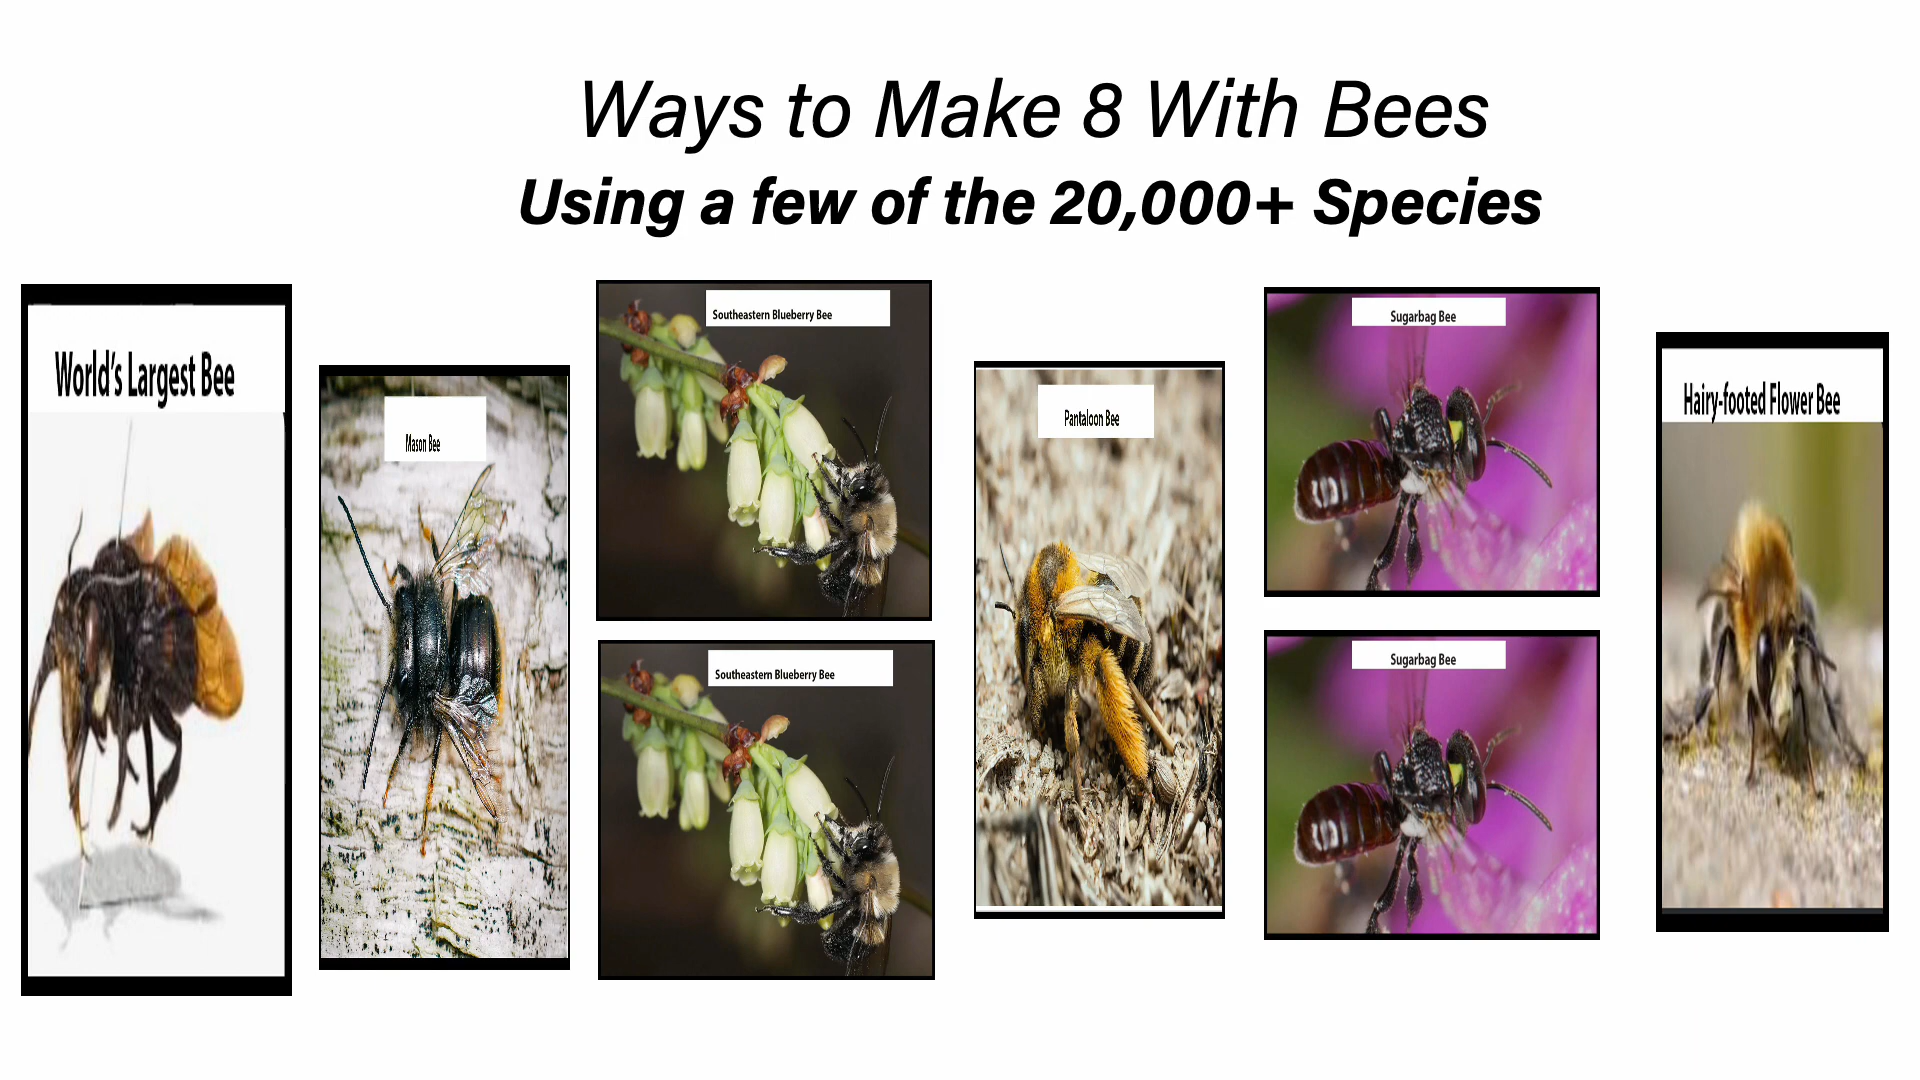 Ways to Make 8 With Bees
Using a few of the 20,000+ Species
World's Largest Bee
Mason Bee
Southeastern Blueberry Bee
Southeastern Blueberry Bee
Pantaloon Bee
Sugarbag Bee
Sugarbag Bee
Hairy-footed Flower Bee